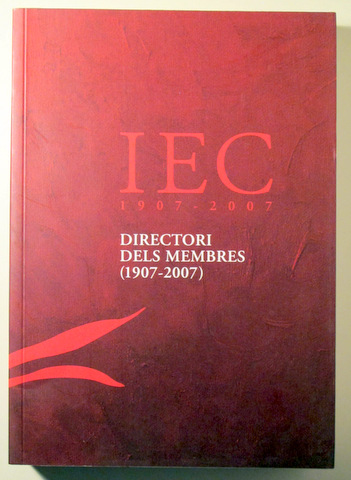 IEC
1907-2007
DIRECTORI
DELS MEMBRES
(1907-2007)